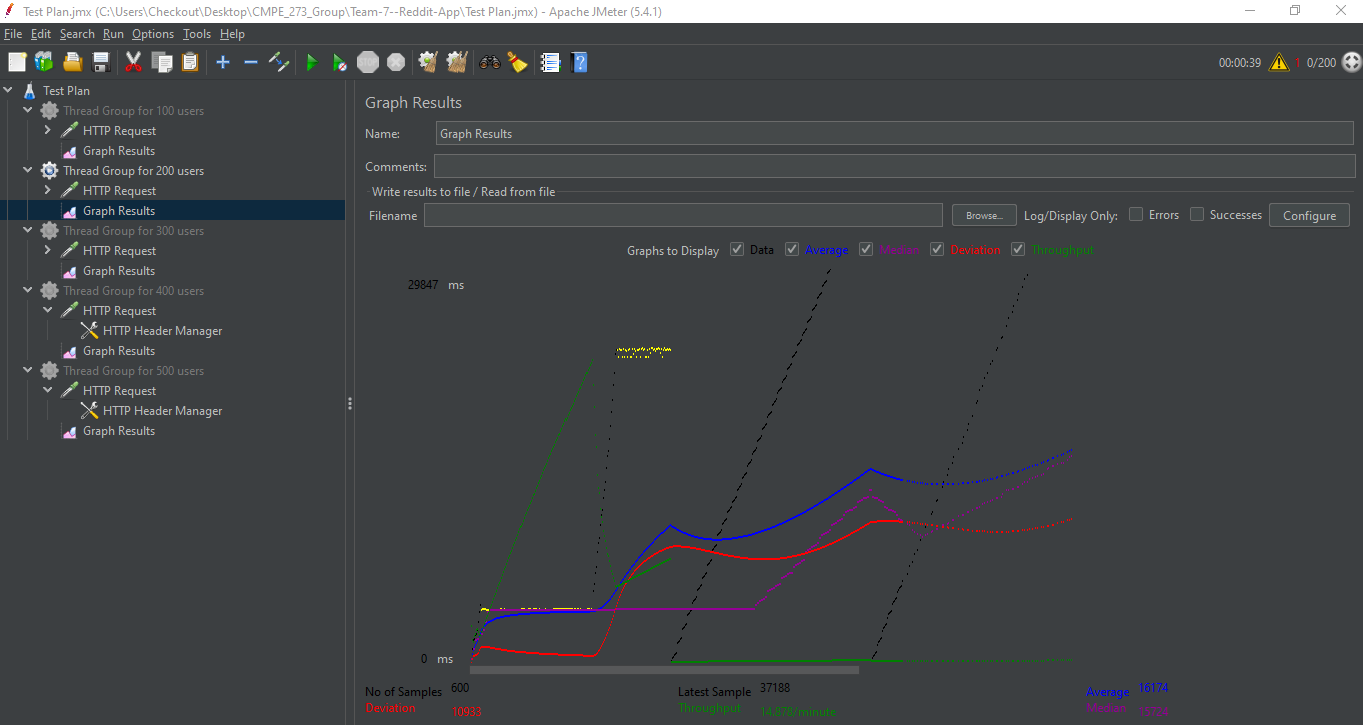 Test Plan.jmx (C:\Users\Checkout\Desktop\CMPE_273_Group\Team-7--Reddit-App\Test Plan.jmx) - Apache JMeter (5.4.1)
File Edit Search Run Options Tools Help
STOP
00:00:39 1 0/200
Test Plan
Thread Group for 100 users
HTTP Request
Graph Results
Thread Group for 200 users
HTTP Request
Graph Results
Thread Group for 300 users
HTTP Request
Graph Results
Thread Group for 400 users
HTTP Request
HTTP Header Manager
Graph Results
Thread Group for 500 users
HTTP Request
HTTP Header Manager
Graph Results
Graph Results
Name: Graph Results
Comments:
Write results to file / Read from file
Filename Browse... Log/Display Only: Errors Successes Configure
Graphs to Display Data Average Median Deviation Throughput
29847 ms
0 ms
No of Samples 600 Latest Sample 37188 Average 16174
Deviation 10933 Throughput 14.878/minute Median